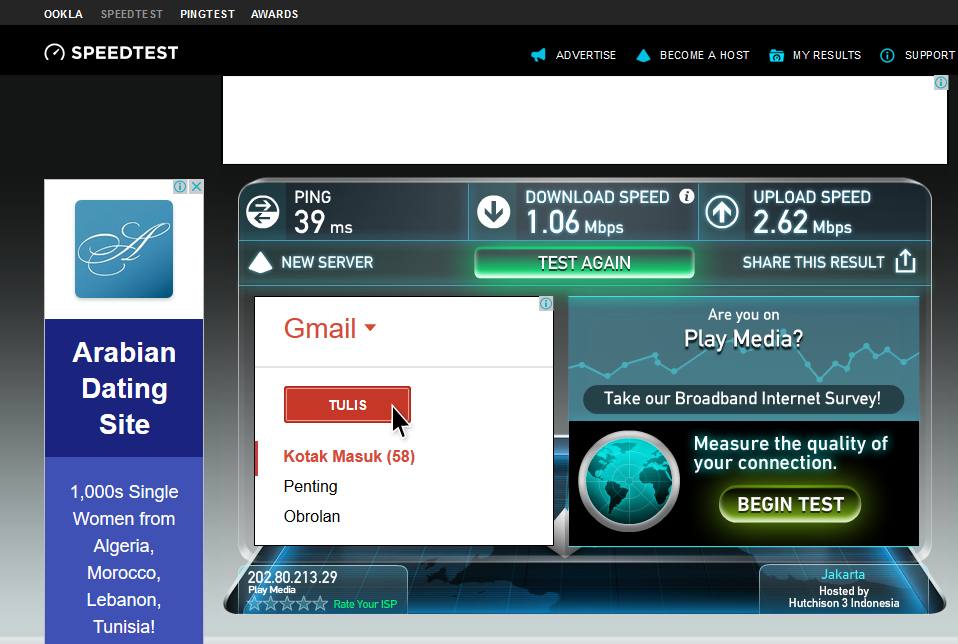 OOKLA SPEEDTEST PINGTEST AWARDS
SPEEDTEST
ADVERTISE BECOME A HOST MY RESULTS SUPPORT
PING
39 ms
DOWNLOAD SPEED
1.06 Mbps
UPLOAD SPEED
2.62 Mbps
NEW SERVER
TEST AGAIN
SHARE THIS RESULT
A
Arabian
Dating
Site
1,000s Single
Women from
Algeria,
Morocco,
Lebanon,
Tunisia!
Gmail
TULIS
Kotak Masuk (58)
Penting
Obrolan
Are you on
Play Media?
Take our Broadband Internet Survey!
Measure the quality of
your connection.
BEGIN TEST
202.80.213.29
Play Media
Rate Your ISP
Jakarta
Hosted by
Hutchison 3 Indonesia